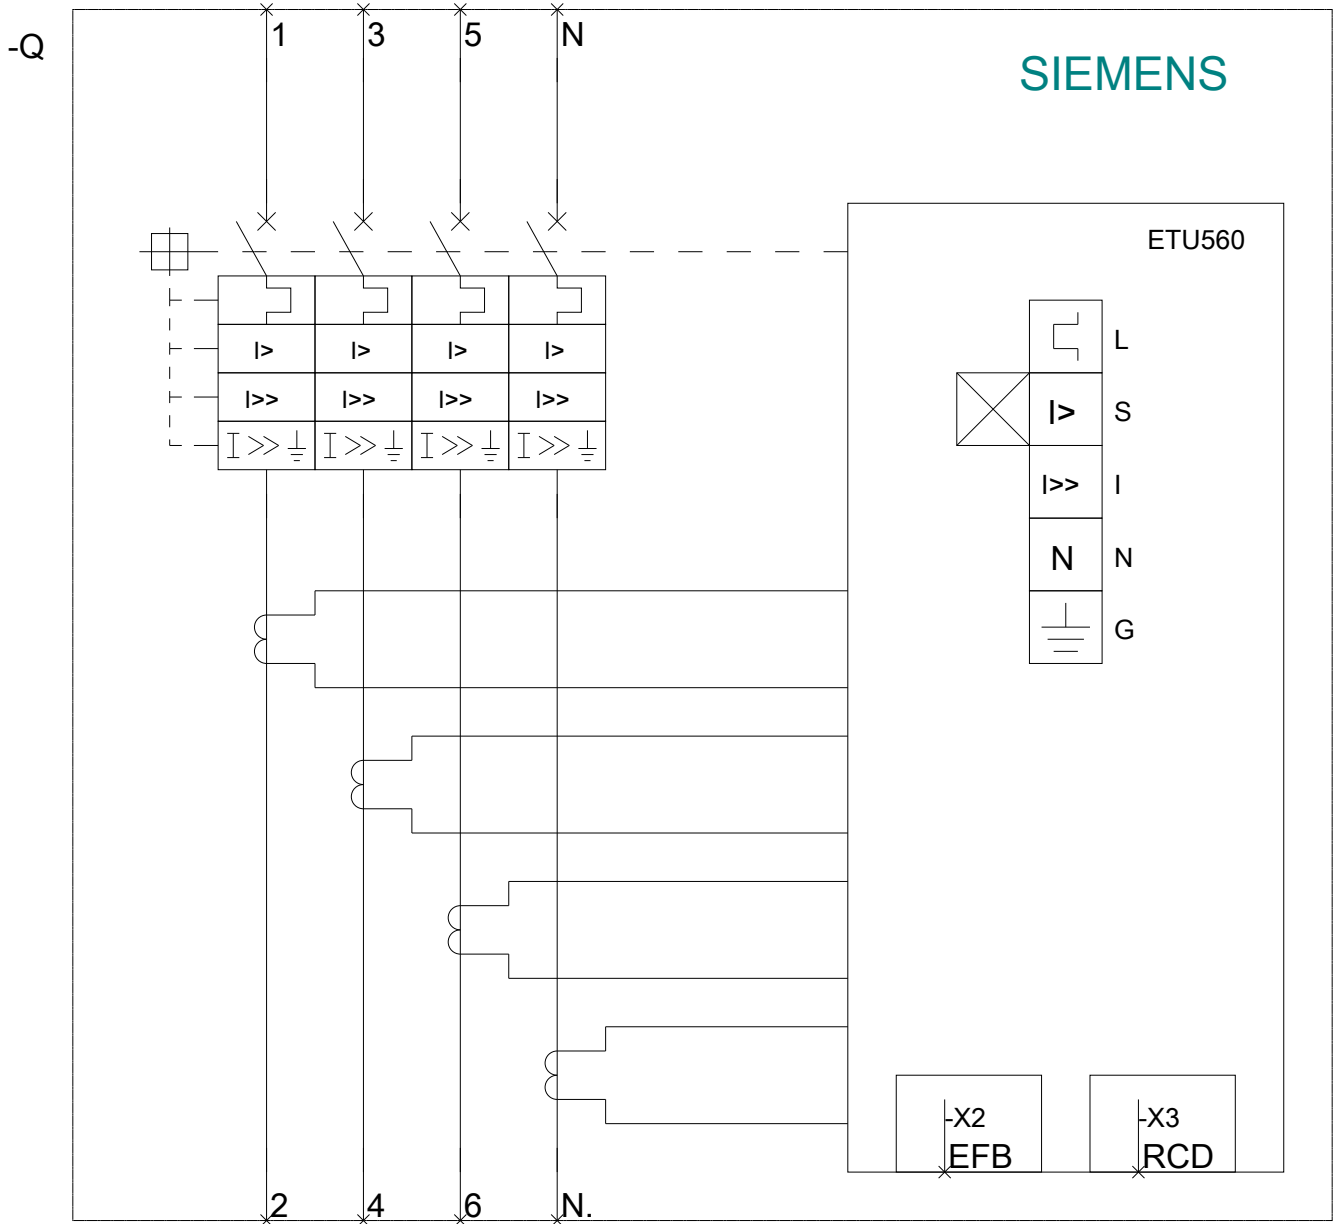 1 3 5 N
-Q
SIEMENS
ETU560
I> I> I> I>
I>> I>> I>> I>>
I >> I >> I >> I >>
L
I> S
I>> I
N N
G
-X2 -X3
EFB RCD
2 4 6 N.